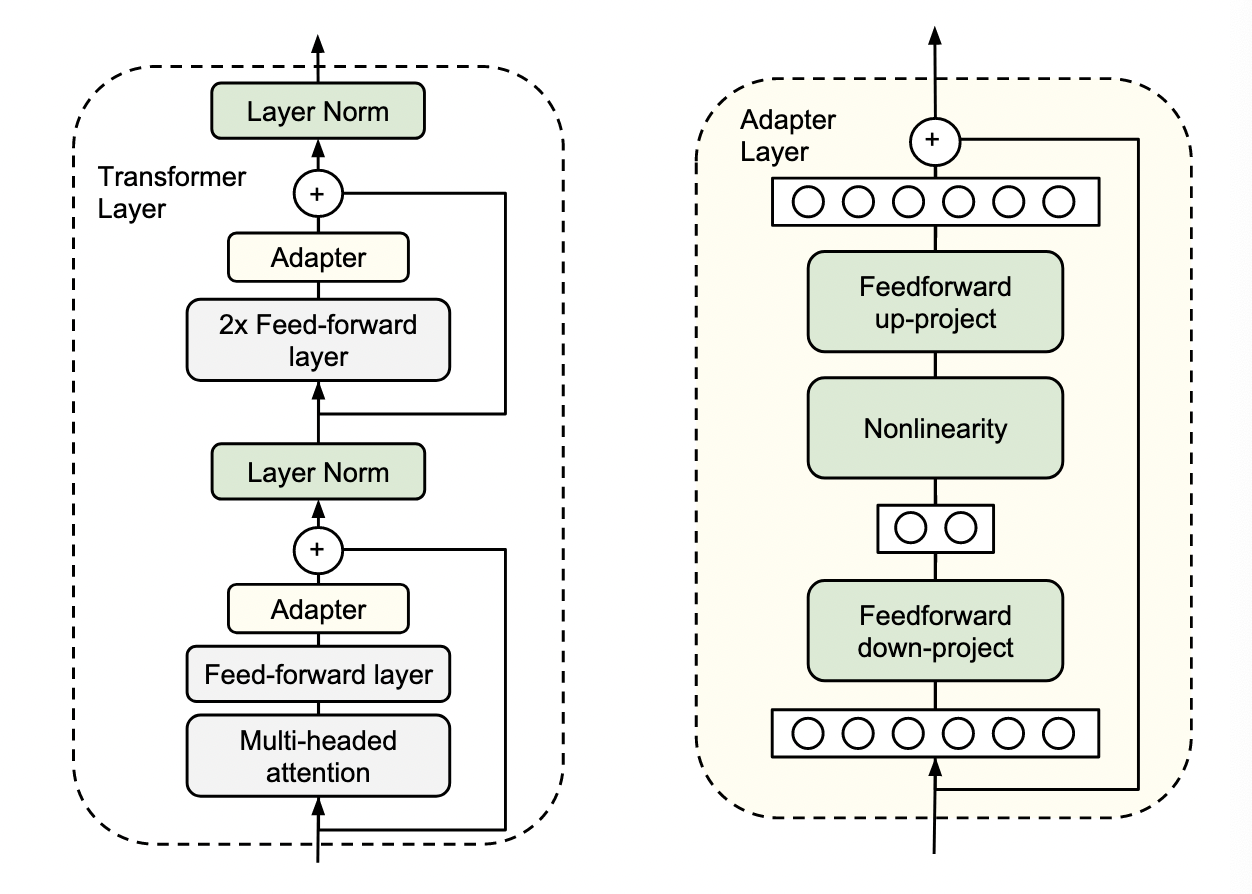 Layer Norm
Transformer
Layer
+
Adapter
2x Feed-forward
layer
Layer Norm
+
Adapter
Feed-forward layer
Multi-headed
attention
Adapter
Layer
+
Feedforward
up-project
Nonlinearity
Feedforward
down-project